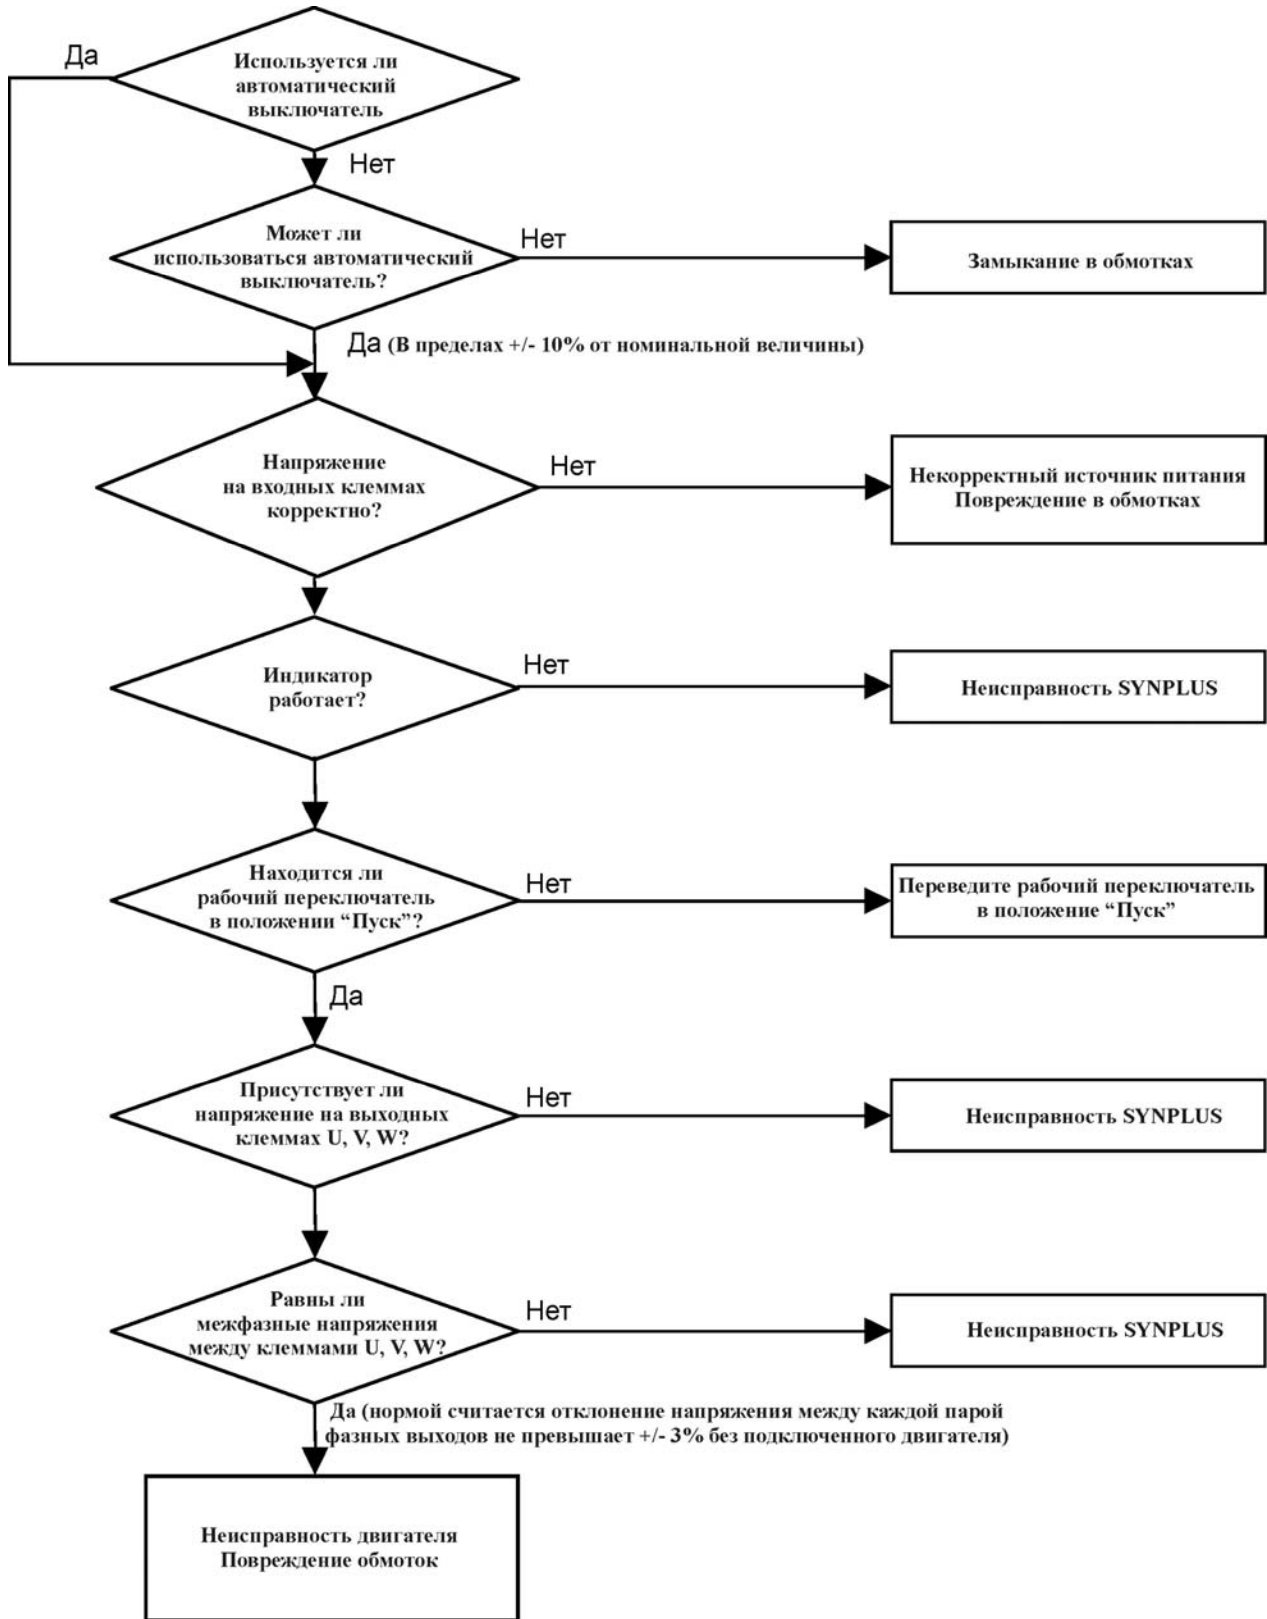 Да
Используется ли
автоматический
выключатель
Нет
Может ли
использоваться автоматический
выключатель?
Нет
Замыкание в обмотках
Да (В пределах +/- 10% от номинальной величины)
Напряжение
на входных клеммах
корректно?
Нет
Некорректный источник питания
Повреждение в обмотках
Индикатор
работает?
Нет
Неисправность SYNPLUS
Находится ли
рабочий переключатель
в положении “Пуск”?
Нет
Переведите рабочий переключатель
в положение “Пуск”
Да
Присутствует ли
напряжение на выходных
клеммах U, V, W?
Нет
Неисправность SYNPLUS
Равны ли
межфазные напряжения
между клеммами U, V, W?
Нет
Неисправность SYNPLUS
Да (нормой считается отклонение напряжения между каждой парой
фазных выходов не превышает +/- 3% без подключенного двигателя)
Неисправность двигателя
Повреждение обмоток